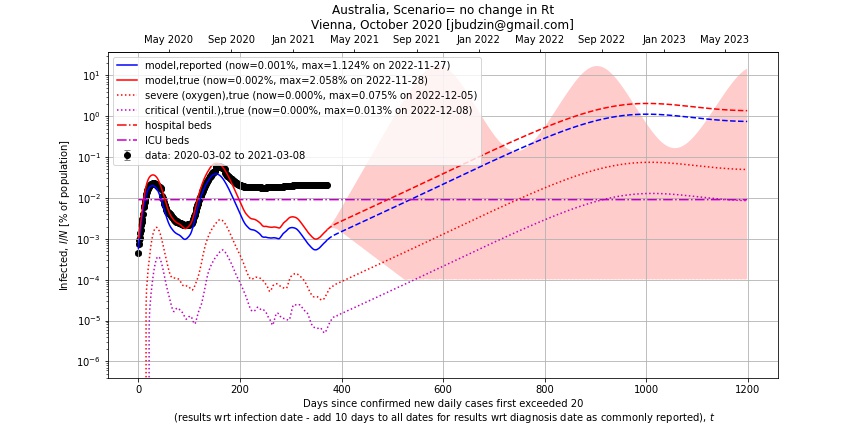 Australia, Scenario= no change in Rt
Vienna, October 2020 [jbudzin@gmail.com]
May 2020 Sep 2020 Jan 2021 May 2021 Sep 2021 Jan 2022 May 2022 Sep 2022 Jan 2023 May 2023
model,reported (now=0.001%, max=1.124% on 2022-11-27)
model,true (now=0.002%, max=2.058% on 2022-11-28)
severe (oxygen),true (now=0.000%, max=0.075% on 2022-12-05)
critical (ventil.),true (now=0.000%, max=0.013% on 2022-12-08)
hospital beds
ICU beds
data: 2020-03-02 to 2021-03-08
Infected, I/N [% of population]
10¹
10⁰
10⁻¹
10⁻²
10⁻³
10⁻⁴
10⁻⁵
10⁻⁶
0 200 400 600 800 1000 1200
Days since confirmed new daily cases first exceeded 20
(results wrt infection date - add 10 days to all dates for results wrt diagnosis date as commonly reported), t